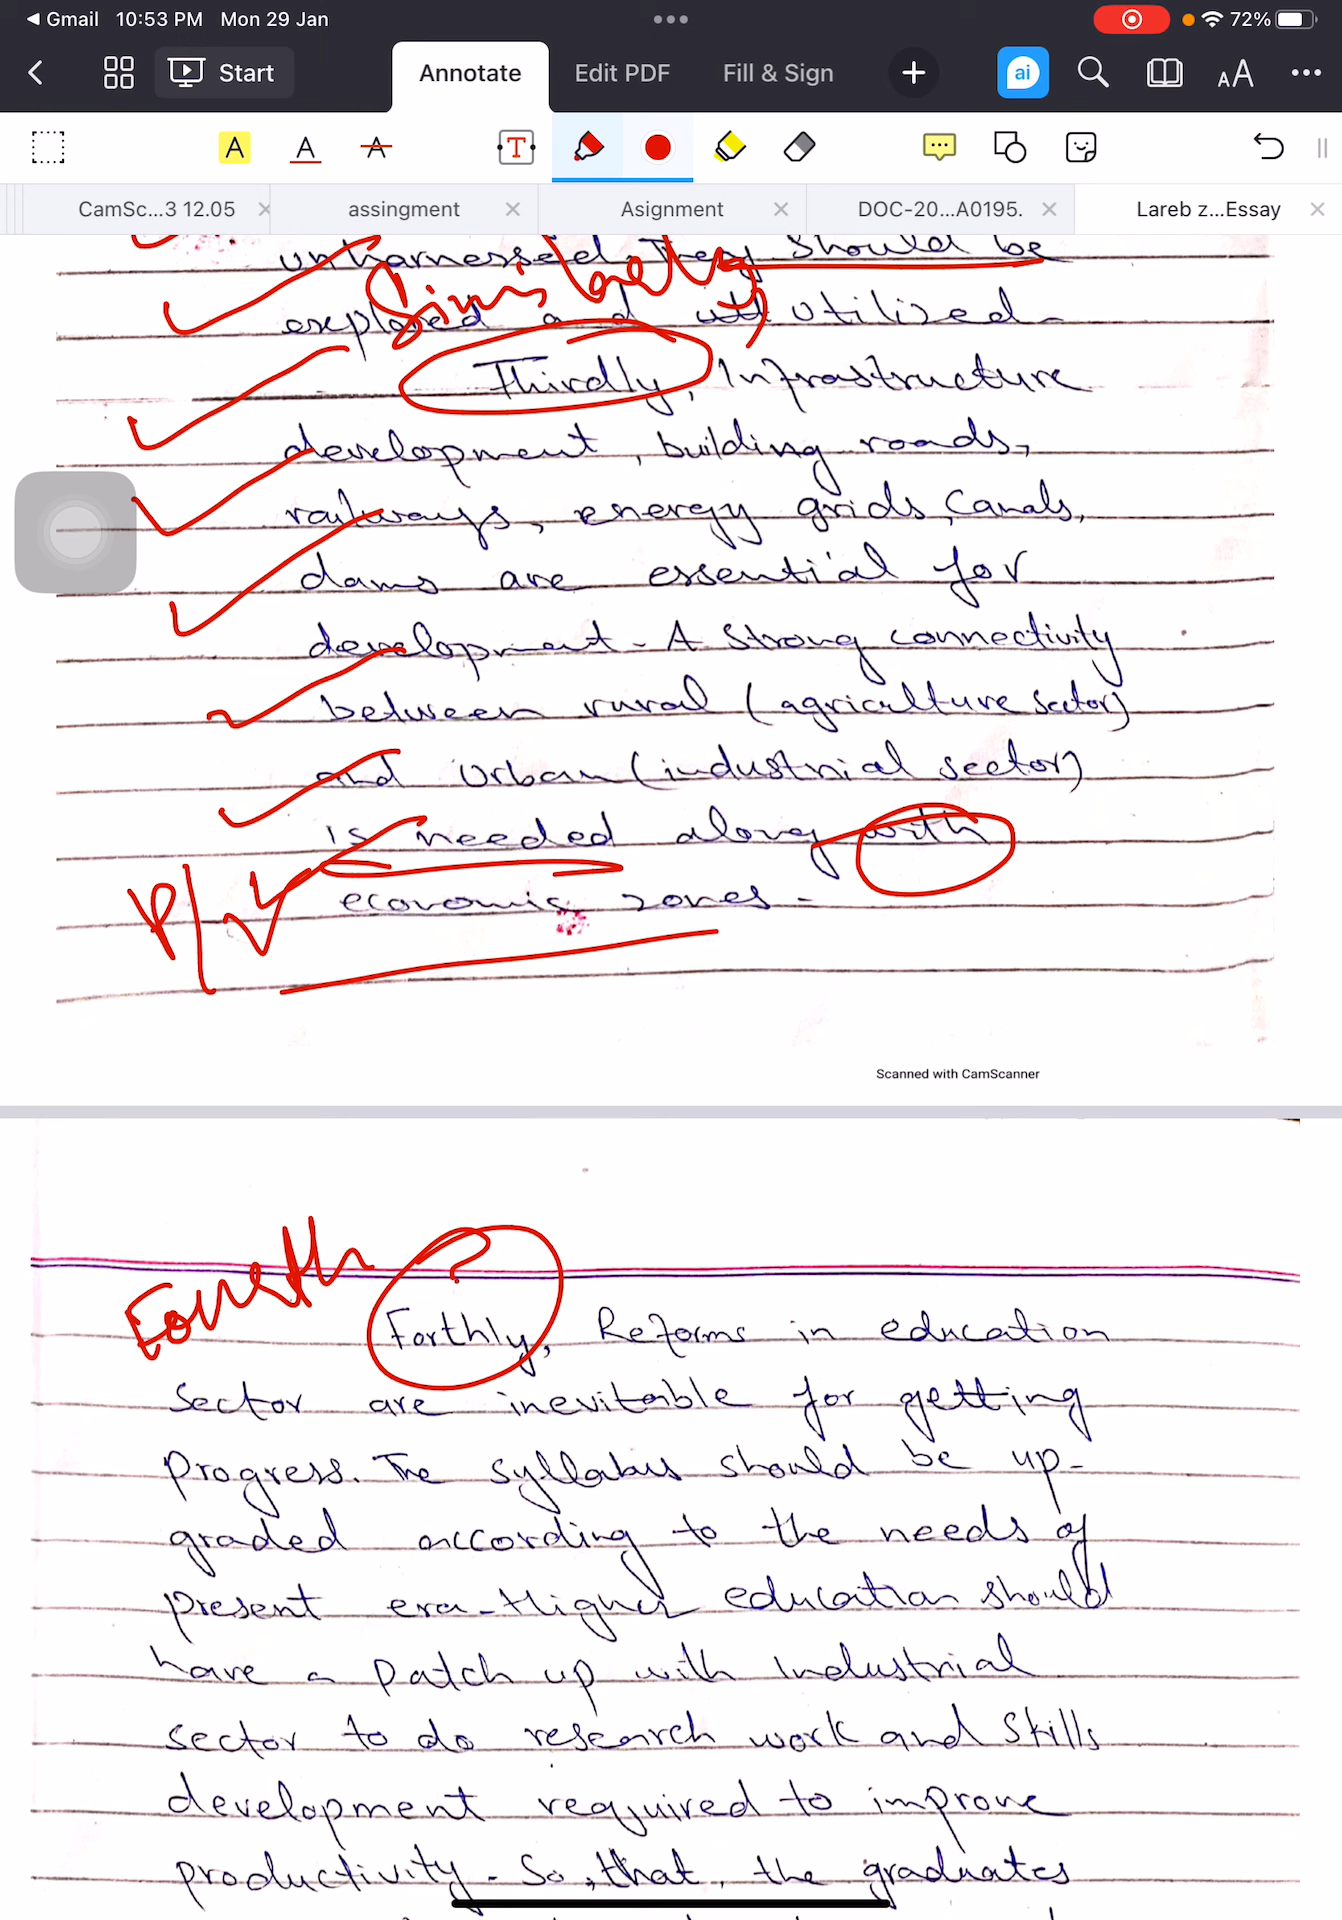 Gmail 10:53 PM Mon 29 Jan 72%
Start Annotate Edit PDF Fill & Sign ai AA
A A A T
CamSc...3 12.05 assingment Asignment DOC-20...A0195. Lareb z...Essay
unharnessed. They should be
Similarly
explored and utilized
Thirdly, Infrastructure
development, building roads,
railways, energy grids, Canals,
dams are essential for
development - A Strong connectivity
between rural (agriculture sector)
and Urban (industrial sector)
is needed along with
economic zones -
Scanned with CamScanner
Fourth
Forthly, Reforms in education
Sector are inevitable for getting
Progress. The syllabus should be up-
graded according to the needs of
present era - Higher education should
have a Patch up with Industrial
sector to do research work and Skills
development required to improve
productivity - So, that, the graduates